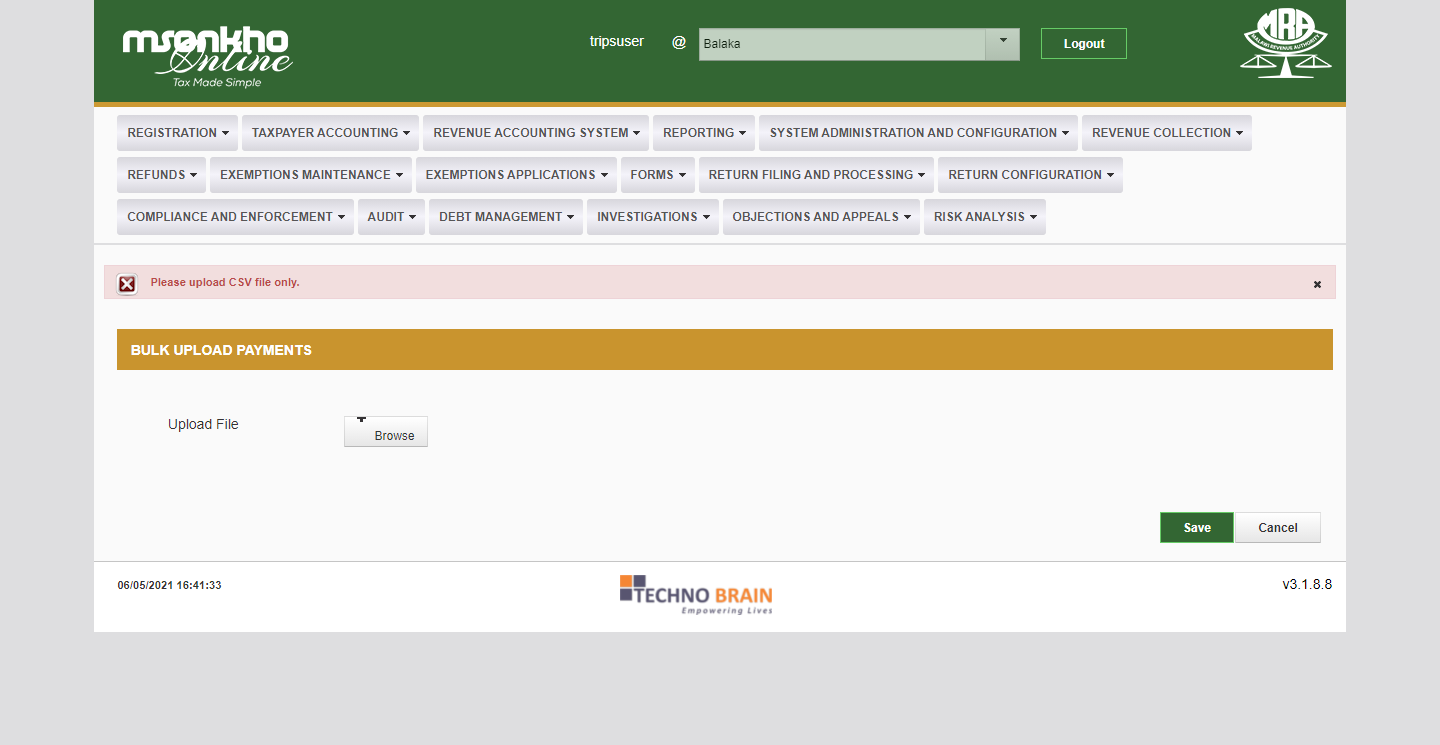 msonkho
Online
Tax Made Simple
tripsuser @ Balaka Logout
MRA
MALAWI REVENUE AUTHORITY
REGISTRATION TAXPAYER ACCOUNTING REVENUE ACCOUNTING SYSTEM REPORTING SYSTEM ADMINISTRATION AND CONFIGURATION REVENUE COLLECTION
REFUNDS EXEMPTIONS MAINTENANCE EXEMPTIONS APPLICATIONS FORMS RETURN FILING AND PROCESSING RETURN CONFIGURATION
COMPLIANCE AND ENFORCEMENT AUDIT DEBT MANAGEMENT INVESTIGATIONS OBJECTIONS AND APPEALS RISK ANALYSIS
Please upload CSV file only.
BULK UPLOAD PAYMENTS
Upload File Browse
Save Cancel
06/05/2021 16:41:33 TECHNO BRAIN v3.1.8.8
Empowering Lives